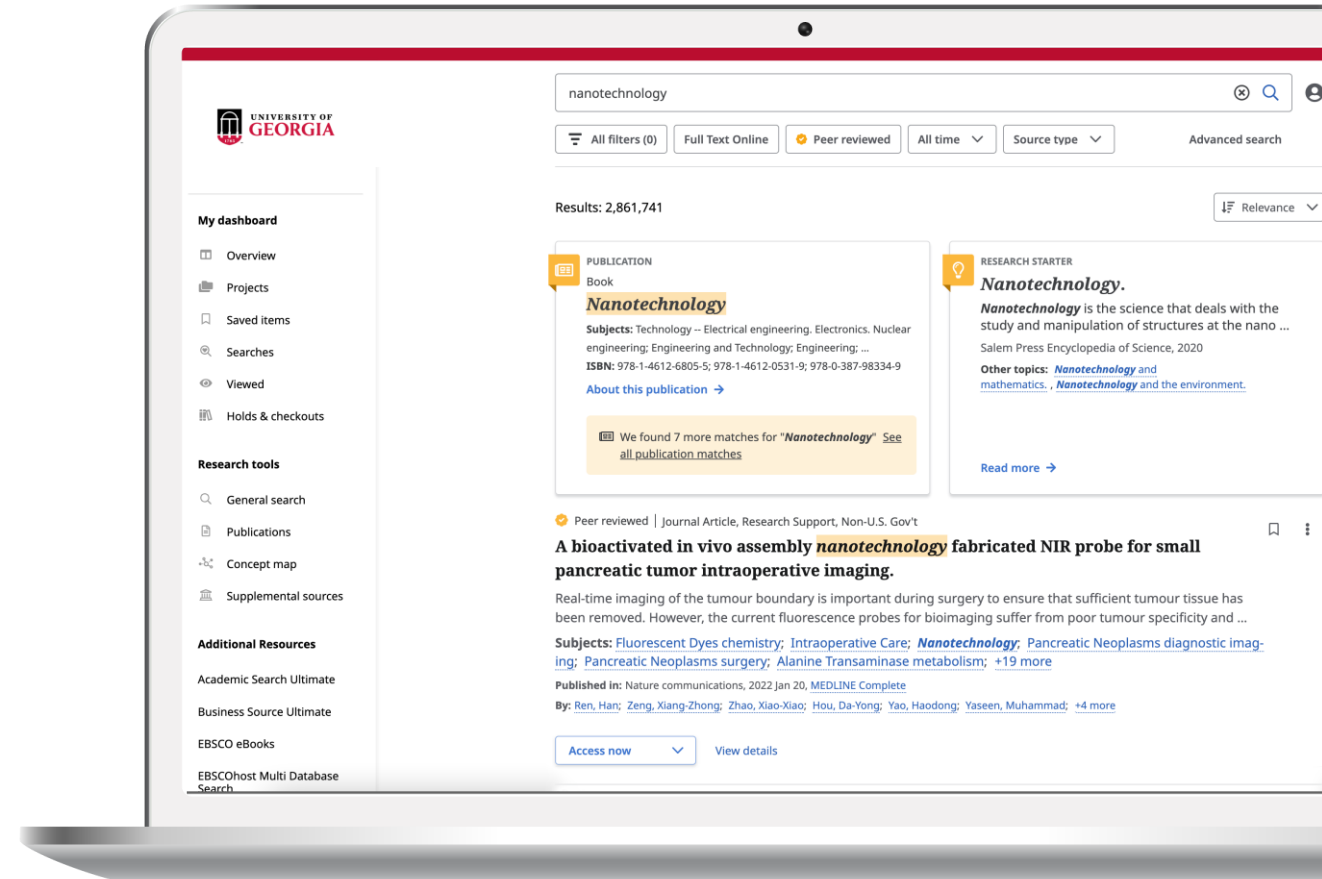 UNIVERSITY OF
GEORGIA
1785
nanotechnology
All filters (0)
Full Text Online
Peer reviewed
All time
Source type
Advanced search
My dashboard
Overview
Projects
Saved items
Searches
Viewed
Holds & checkouts
Research tools
General search
Publications
Concept map
Supplemental sources
Additional Resources
Academic Search Ultimate
Business Source Ultimate
EBSCO eBooks
EBSCOhost Multi Database
Search
Results: 2,861,741
Relevance
PUBLICATION
Book
Nanotechnology
Subjects: Technology -- Electrical engineering. Electronics. Nuclear
engineering; Engineering and Technology; Engineering; ...
ISBN: 978-1-4612-6805-5; 978-1-4612-0531-9; 978-0-387-98334-9
About this publication →
We found 7 more matches for "Nanotechnology" See
all publication matches
RESEARCH STARTER
Nanotechnology.
Nanotechnology is the science that deals with the
study and manipulation of structures at the nano ...
Salem Press Encyclopedia of Science, 2020
Other topics: Nanotechnology and
mathematics. , Nanotechnology and the environment.
Read more →
Peer reviewed | Journal Article, Research Support, Non-U.S. Gov't
A bioactivated in vivo assembly nanotechnology fabricated NIR probe for small
pancreatic tumor intraoperative imaging.
Real-time imaging of the tumour boundary is important during surgery to ensure that sufficient tumour tissue has
been removed. However, the current fluorescence probes for bioimaging suffer from poor tumour specificity and ...
Subjects: Fluorescent Dyes chemistry; Intraoperative Care; Nanotechnology; Pancreatic Neoplasms diagnostic imag-
ing; Pancreatic Neoplasms surgery; Alanine Transaminase metabolism; +19 more
Published in: Nature communications, 2022 Jan 20, MEDLINE Complete
By: Ren, Han; Zeng, Xiang-Zhong; Zhao, Xiao-Xiao; Hou, Da-Yong; Yao, Haodong; Yaseen, Muhammad; +4 more
Access now
View details